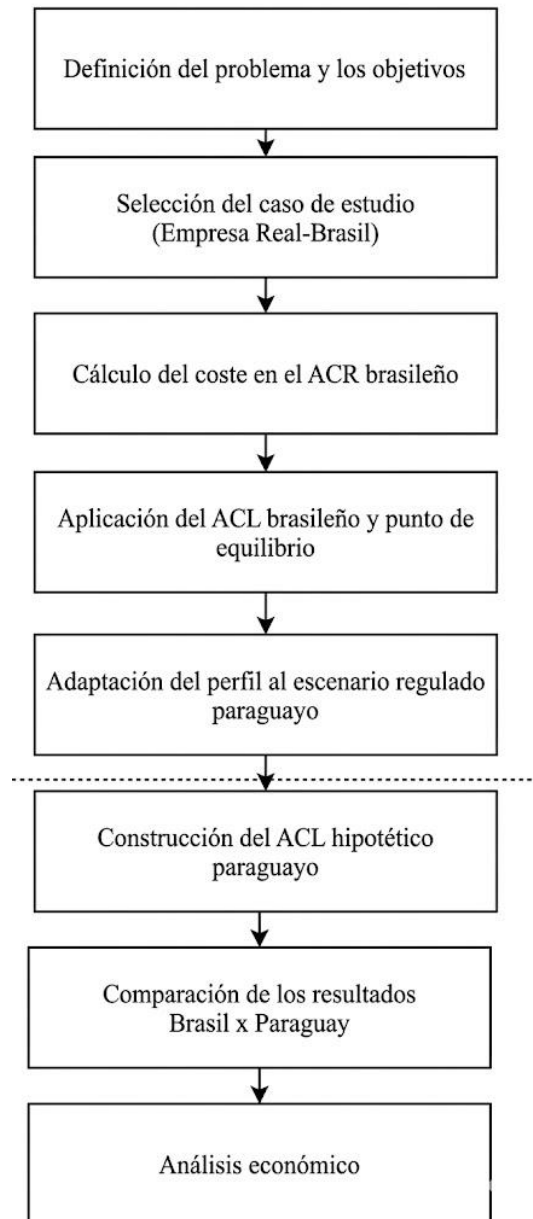 Definición del problema y los objetivos
Selección del caso de estudio
(Empresa Real-Brasil)
Cálculo del coste en el ACR brasileño
Aplicación del ACL brasileño y punto de
equilibrio
Adaptación del perfil al escenario regulado
paraguayo
Construcción del ACL hipotético
paraguayo
Comparación de los resultados
Brasil x Paraguay
Análisis económico